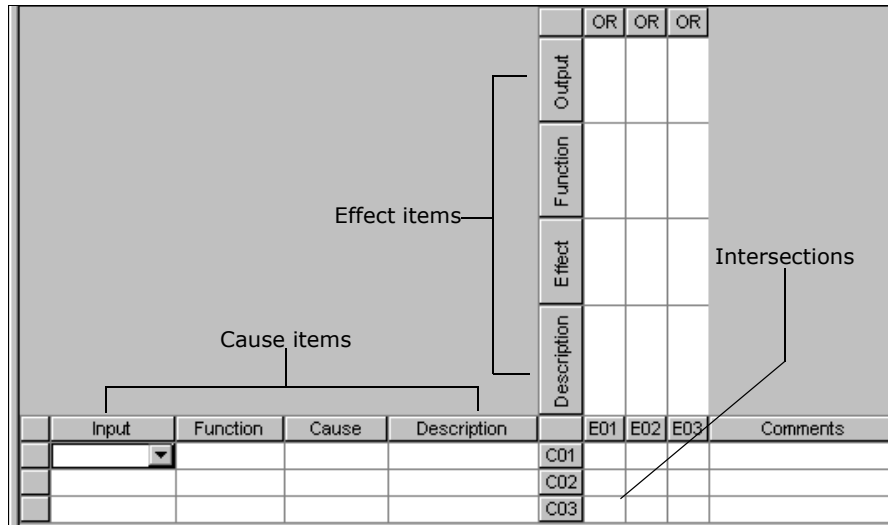 OR OR OR
Output
Function
Effect items
Effect
Intersections
Description
Cause items
Input Function Cause Description E01 E02 E03 Comments
C01
C02
C03